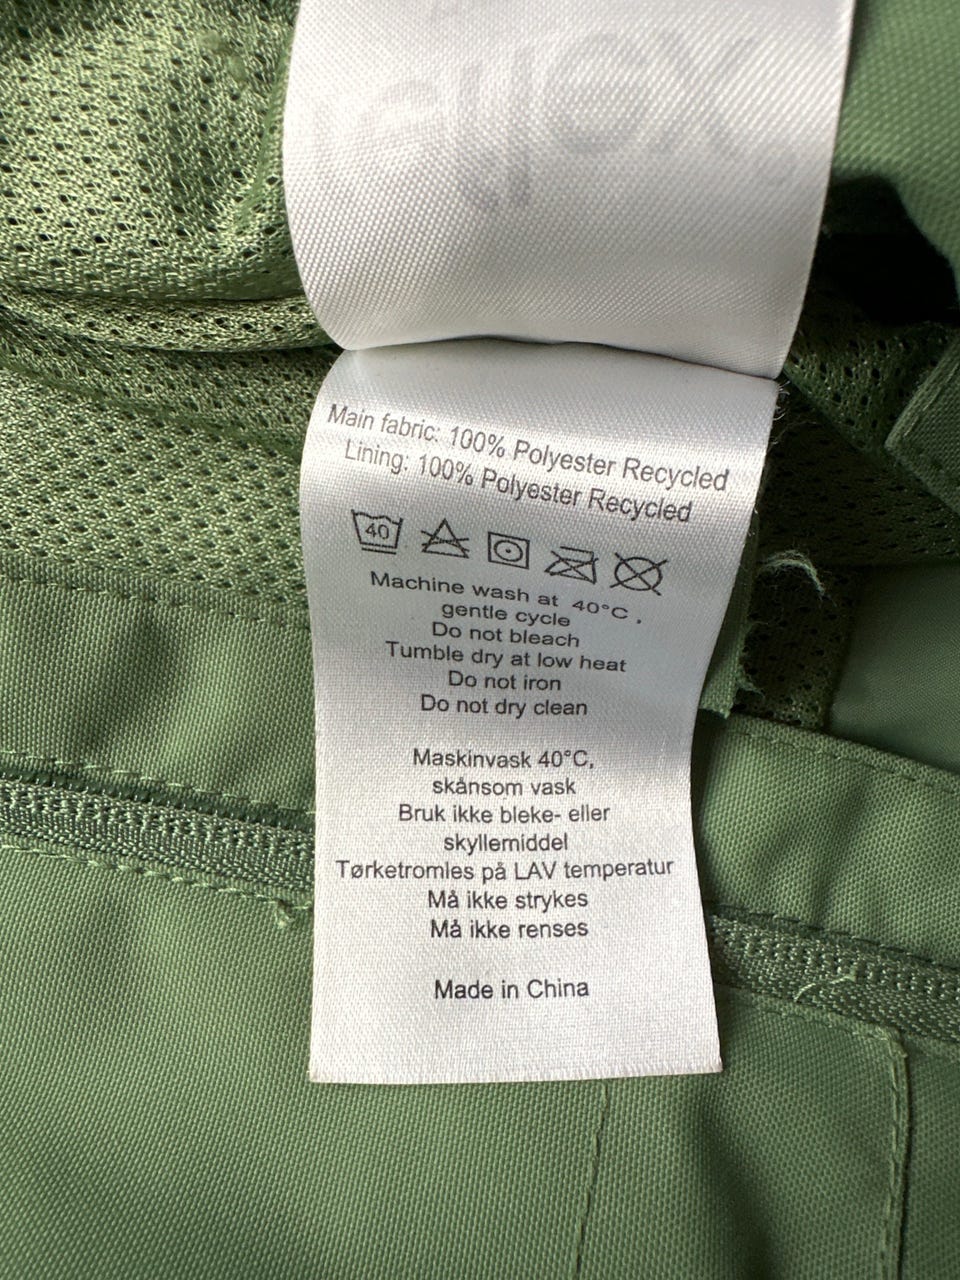 Main fabric: 100% Polyester Recycled
Lining: 100% Polyester Recycled
40
Machine wash at 40°C,
gentle cycle
Do not bleach
Tumble dry at low heat
Do not iron
Do not dry clean
Maskinvask 40°C,
skånsom vask
Bruk ikke bleke- eller
skyllemiddel
Tørketromles på LAV temperatur
Må ikke strykes
Må ikke renses
Made in China